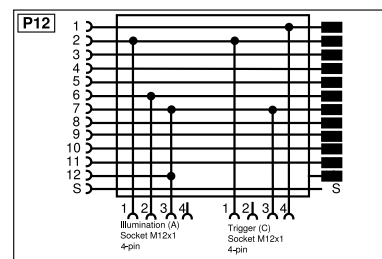 P12
1
2
3
4
5
6
7
8
9
10
11
12
S S
1 2 3 4 1 2 3 4
Illumination (A)
Socket M12x1
4-pin
Trigger (C)
Socket M12x1
4-pin